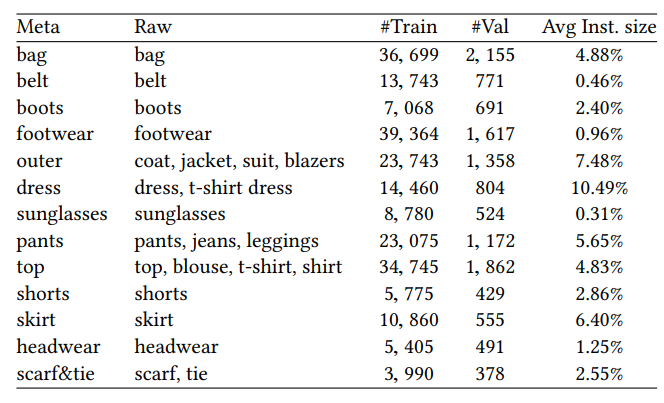 Meta Raw #Train #Val Avg Inst. size
bag bag 36, 699 2, 155 4.88%
belt belt 13, 743 771 0.46%
boots boots 7, 068 691 2.40%
footwear footwear 39, 364 1, 617 0.96%
outer coat, jacket, suit, blazers 23, 743 1, 358 7.48%
dress dress, t-shirt dress 14, 460 804 10.49%
sunglasses sunglasses 8, 780 524 0.31%
pants pants, jeans, leggings 23, 075 1, 172 5.65%
top top, blouse, t-shirt, shirt 34, 745 1, 862 4.83%
shorts shorts 5, 775 429 2.86%
skirt skirt 10, 860 555 6.40%
headwear headwear 5, 405 491 1.25%
scarf&tie scarf, tie 3, 990 378 2.55%